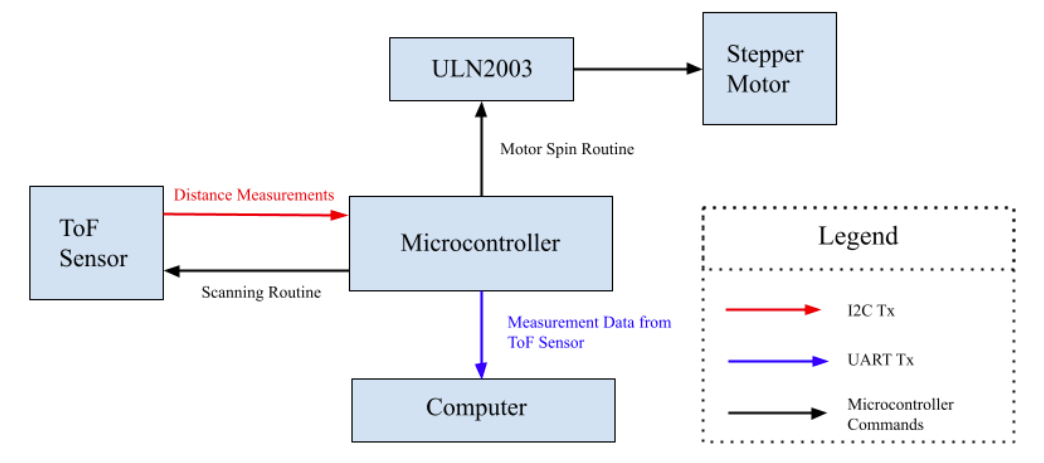 ULN2003
Stepper
Motor
Motor Spin Routine
Distance Measurements
ToF
Sensor
Microcontroller
Scanning Routine
Measurement Data from
ToF Sensor
Computer
Legend
I2C Tx
UART Tx
Microcontroller
Commands